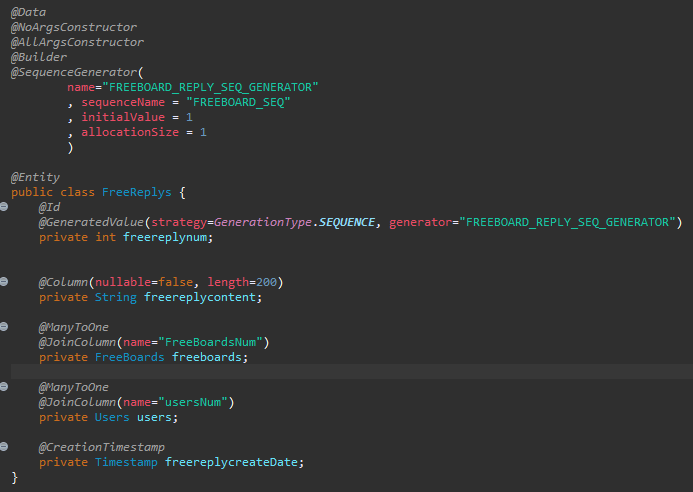 @Data
@NoArgsConstructor
@AllArgsConstructor
@Builder
@SequenceGenerator(
name="FREEBOARD_REPLY_SEQ_GENERATOR"
, sequenceName = "FREEBOARD_SEQ"
, initialValue = 1
, allocationSize = 1
)
@Entity
public class FreeReplys {
@Id
@GeneratedValue(strategy=GenerationType.SEQUENCE, generator="FREEBOARD_REPLY_SEQ_GENERATOR")
private int freereplynum;
@Column(nullable=false, length=200)
private String freereplycontent;
@ManyToOne
@JoinColumn(name="FreeBoardsNum")
private FreeBoards freeboards;
@ManyToOne
@JoinColumn(name="usersNum")
private Users users;
@CreationTimestamp
private Timestamp freereplycreateDate;
}